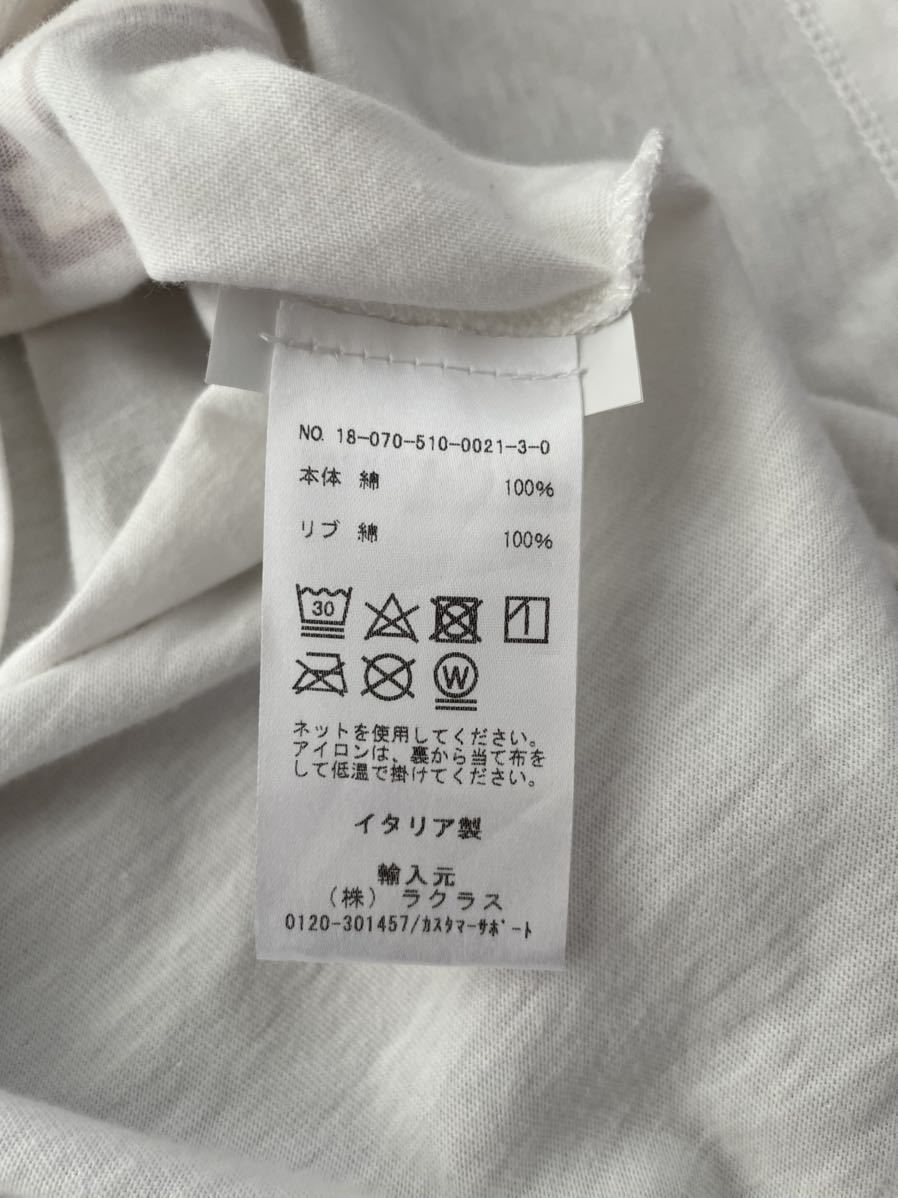 NO. 18-070-510-0021-3-0
本体 綿 100%
リブ 綿 100%
30
W
ネットを使用してください。
アイロンは、裏から当て布を
して低温で掛けてください。
イタリア製
輸入元
(株) ラクラス
0120-301457/ｶｽﾀﾏｰｻﾎﾟｰﾄ